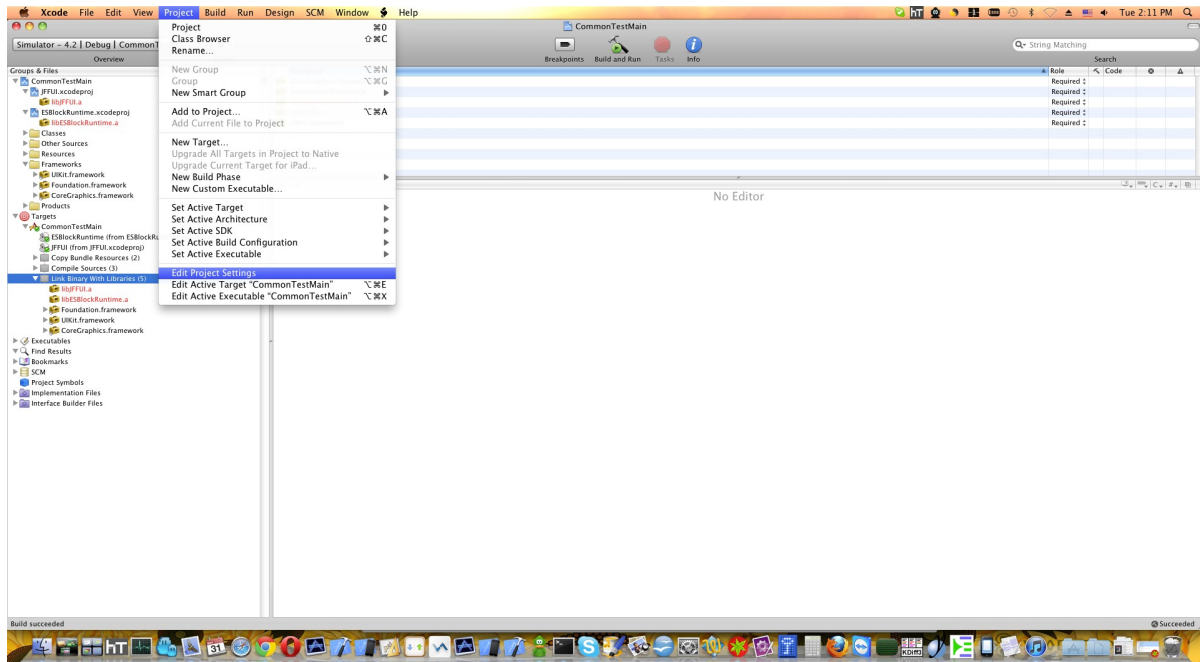 Xcode File Edit View Project Build Run Design SCM Window Help
Tue 2:11 PM
CommonTestMain
Simulator - 4.2 | Debug | CommonT
Overview
Breakpoints Build and Run Tasks Info
String Matching
Search
Project ⌘0
Class Browser ⇧⌘C
Rename...
New Group ⌥⌘N
Group ⌥⌘G
New Smart Group
Add to Project... ⌥⌘A
Add Current File to Project
New Target...
Upgrade All Targets in Project to Native
Upgrade Current Target for iPad...
New Build Phase
New Custom Executable...
Set Active Target
Set Active Architecture
Set Active SDK
Set Active Build Configuration
Set Active Executable
Edit Project Settings
Edit Active Target "CommonTestMain" ⌥⌘E
Edit Active Executable "CommonTestMain" ⌥⌘X
Groups & Files
CommonTestMain
JFFUI.xcodeproj
libJFFUI.a
ESBlockRuntime.xcodeproj
libESBlockRuntime.a
Classes
Other Sources
Resources
Frameworks
UIKit.framework
Foundation.framework
CoreGraphics.framework
Products
Targets
CommonTestMain
ESBlockRuntime (from ESBlockRu
JFFUI (from JFFUI.xcodeproj)
Copy Bundle Resources (2)
Compile Sources (3)
Link Binary With Libraries (5)
libJFFUI.a
libESBlockRuntime.a
Foundation.framework
UIKit.framework
CoreGraphics.framework
Executables
Find Results
Bookmarks
SCM
Project Symbols
Implementation Files
Interface Builder Files
Role Code
Required
Required
Required
Required
Required
No Editor
Build succeeded
Succeeded